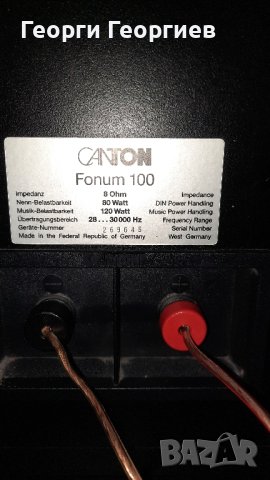 Георги Георгиев
CANTON
Fonum 100
Impedanz 8 Ohm Impedance
Nenn-Belastbarkeit 80 Watt DIN Power Handling
Musik-Belastbarkeit 120 Watt Music Power Handling
Übertragungsbereich 28...30000 Hz Frequency Range
Geräte-Nummer 269645 Serial Number
Made in the Federal Republic of Germany West Germany
BAZAR